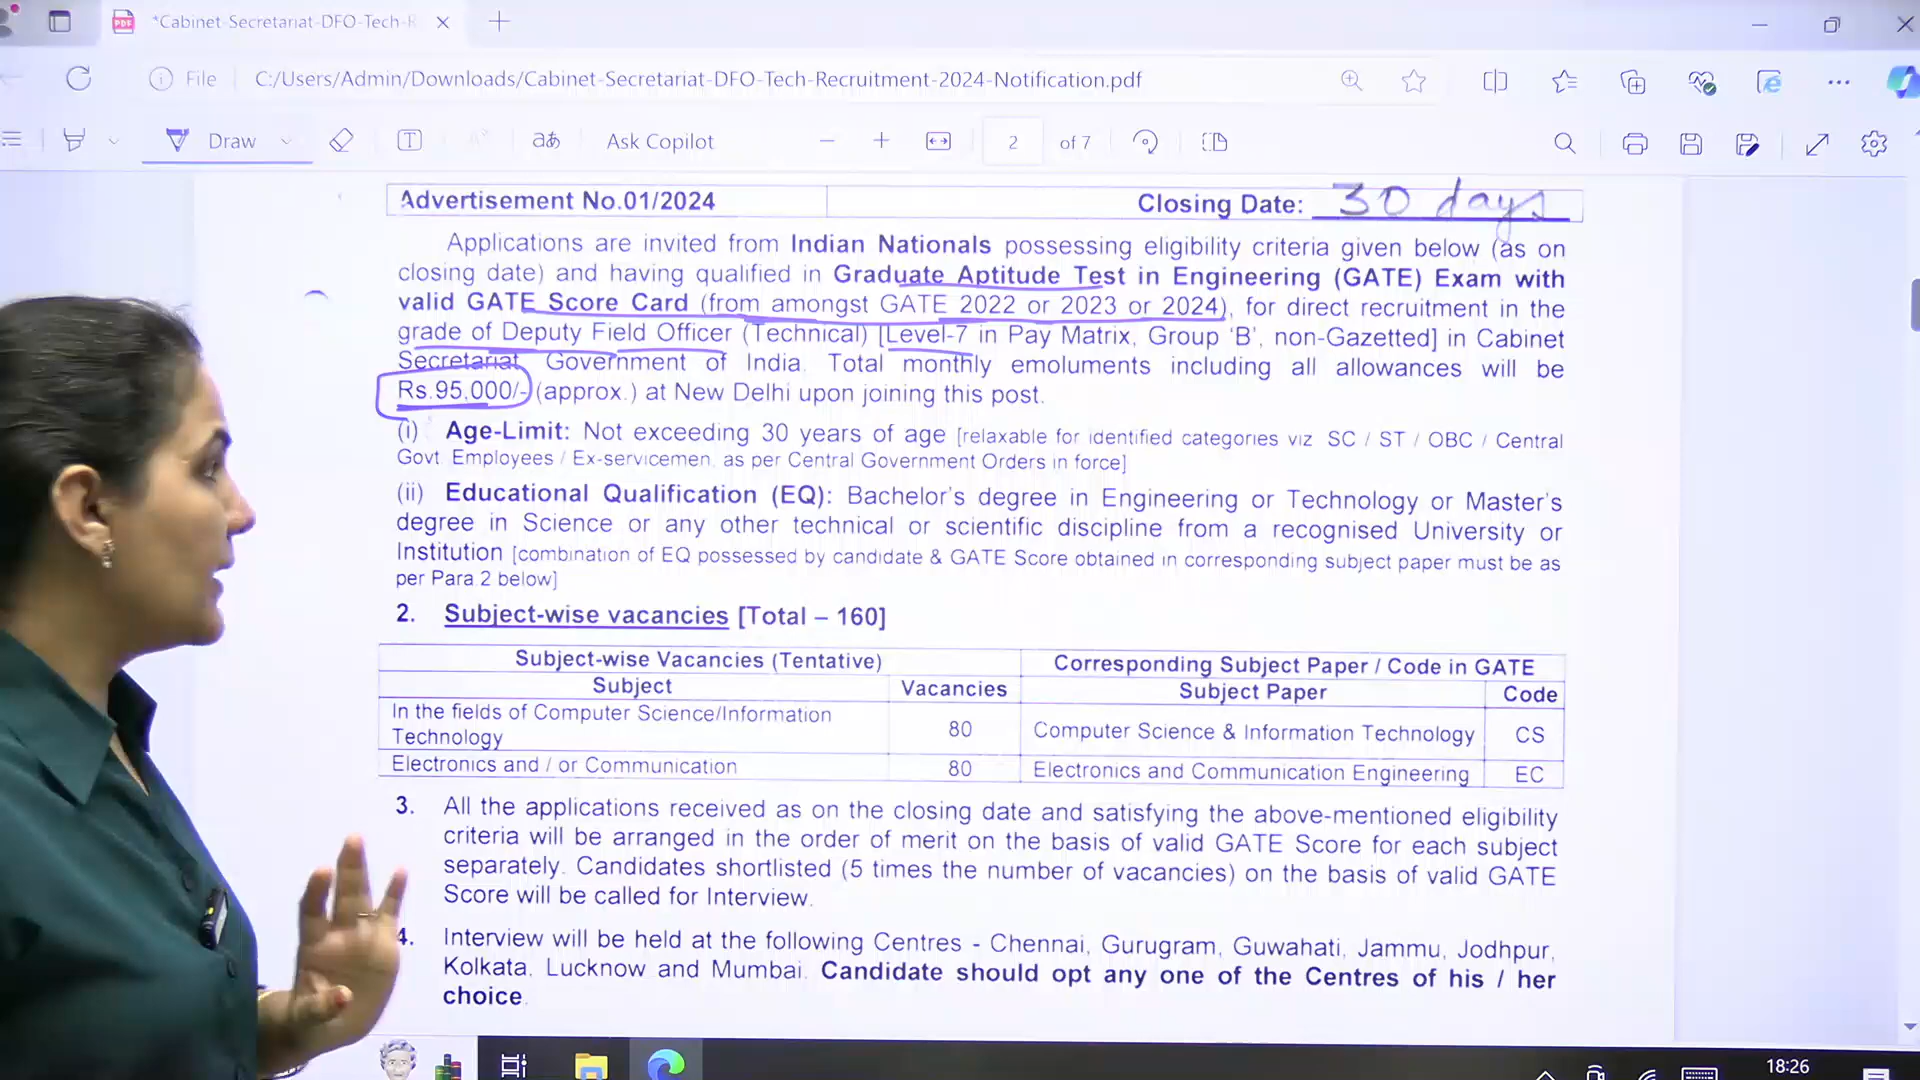 *Cabinet-Secretariat-DFO-Tech-R
File
C:/Users/Admin/Downloads/Cabinet-Secretariat-DFO-Tech-Recruitment-2024-Notification.pdf
Draw
T
aあ
Ask Copilot
2
of 7
Advertisement No.01/2024
Closing Date: 30 days
Applications are invited from Indian Nationals possessing eligibility criteria given below (as on
closing date) and having qualified in Graduate Aptitude Test in Engineering (GATE) Exam with
valid GATE Score Card (from amongst GATE 2022 or 2023 or 2024), for direct recruitment in the
grade of Deputy Field Officer (Technical) [Level-7 in Pay Matrix, Group 'B', non-Gazetted] in Cabinet
Secretariat, Government of India. Total monthly emoluments including all allowances will be
Rs.95,000/- (approx.) at New Delhi upon joining this post.
(i) Age-Limit: Not exceeding 30 years of age [relaxable for identified categories viz SC / ST / OBC / Central
Govt. Employees / Ex-servicemen, as per Central Government Orders in force]
(ii) Educational Qualification (EQ): Bachelor's degree in Engineering or Technology or Master's
degree in Science or any other technical or scientific discipline from a recognised University or
Institution [combination of EQ possessed by candidate & GATE Score obtained in corresponding subject paper must be as
per Para 2 below]
2. Subject-wise vacancies [Total – 160]
Subject-wise Vacancies (Tentative)
Corresponding Subject Paper / Code in GATE
Subject
Vacancies
Subject Paper
Code
In the fields of Computer Science/Information
Technology
80
Computer Science & Information Technology
CS
Electronics and / or Communication
80
Electronics and Communication Engineering
EC
3. All the applications received as on the closing date and satisfying the above-mentioned eligibility
criteria will be arranged in the order of merit on the basis of valid GATE Score for each subject
separately. Candidates shortlisted (5 times the number of vacancies) on the basis of valid GATE
Score will be called for Interview.
4. Interview will be held at the following Centres - Chennai, Gurugram, Guwahati, Jammu, Jodhpur,
Kolkata, Lucknow and Mumbai. Candidate should opt any one of the Centres of his / her
choice.
18:26